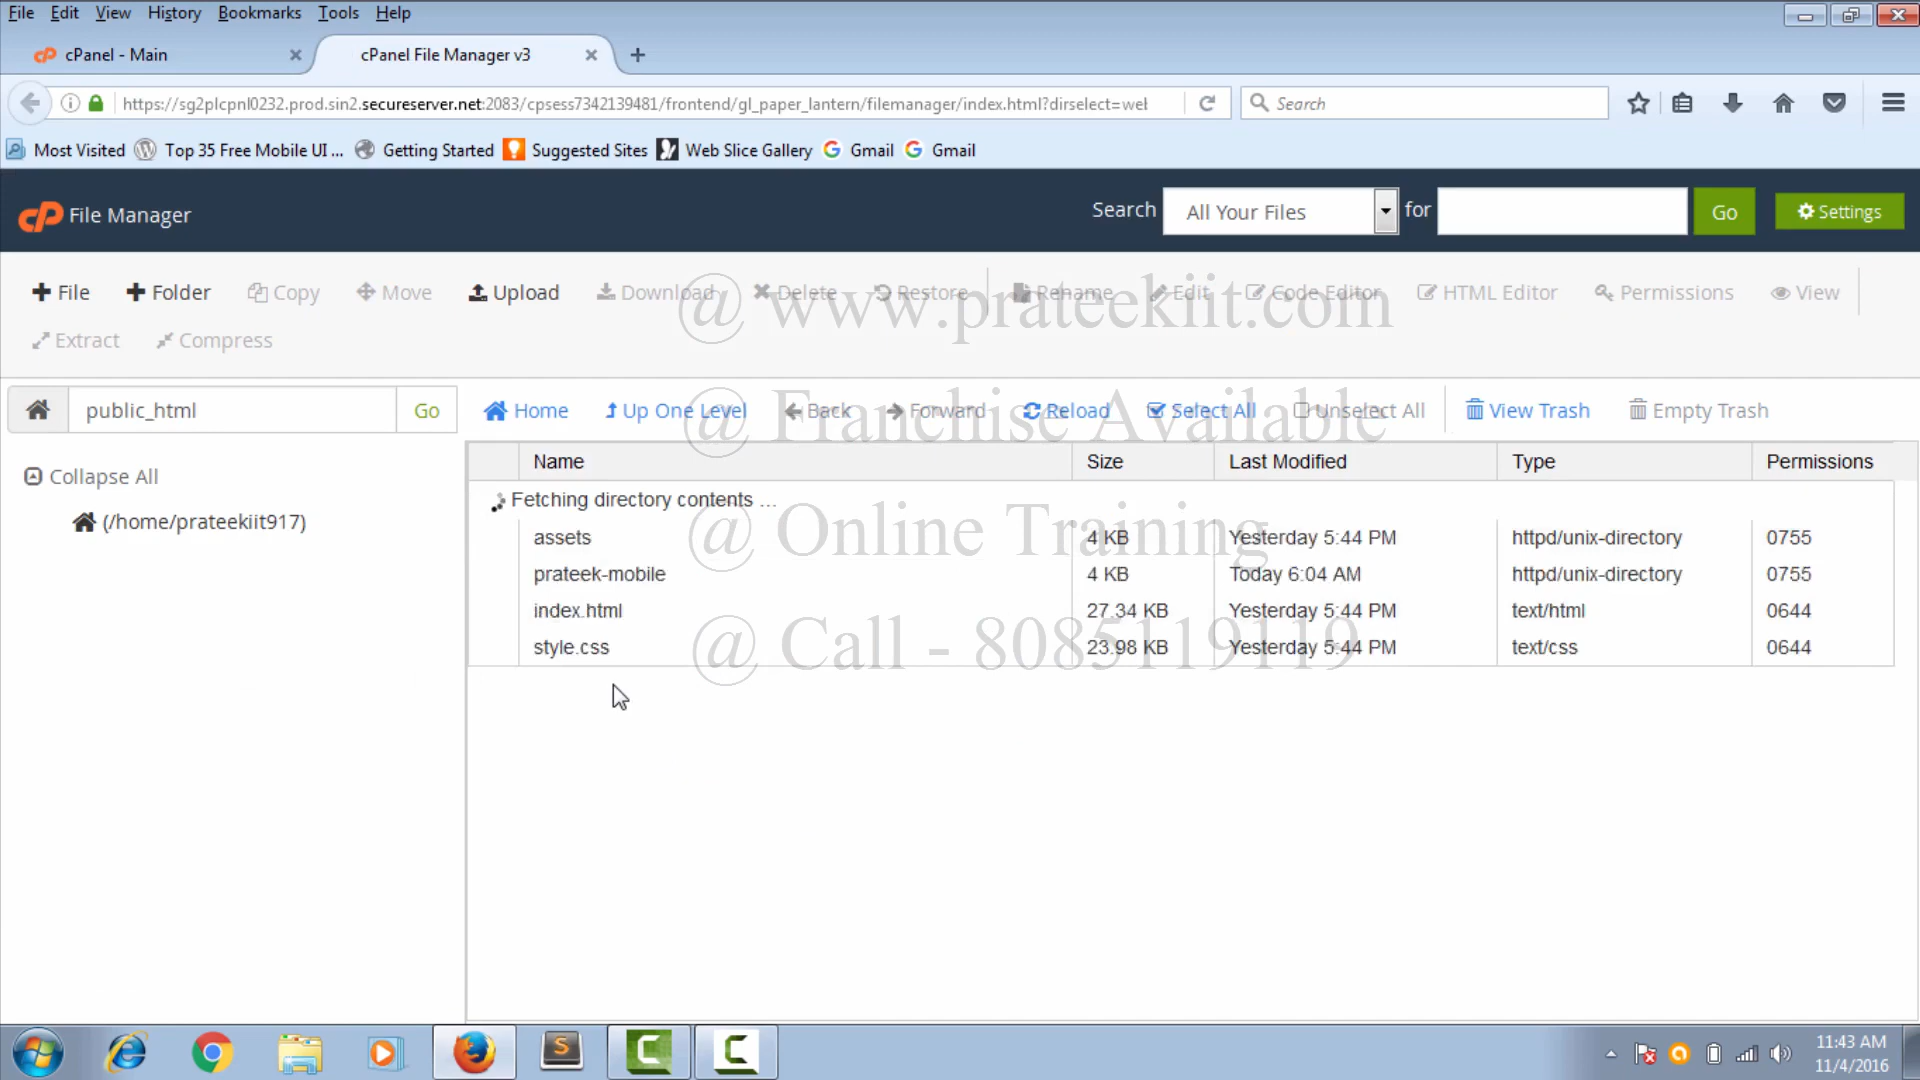 File Edit View History Bookmarks Tools Help
cPanel - Main
cPanel File Manager v3
https://sg2plcpnl0232.prod.sin2.secureserver.net:2083/cpsess7342139481/frontend/gl_paper_lantern/filemanager/index.html?dirselect=wel
Search
Most Visited Top 35 Free Mobile UI ... Getting Started Suggested Sites Web Slice Gallery Gmail Gmail
cP File Manager
Search All Your Files for Go Settings
File Folder Copy Move Upload Download Delete Restore Rename Edit Code Editor HTML Editor Permissions View
@ www.prateekiit.com
Extract Compress
public_html Go Home Up One Level Back Forward Reload Select All Unselect All View Trash Empty Trash
@ Franchise Available
Collapse All
(/home/prateekiit917)
Name Size Last Modified Type Permissions
Fetching directory contents ...
@ Online Training
assets 4 KB Yesterday 5:44 PM httpd/unix-directory 0755
prateek-mobile 4 KB Today 6:04 AM httpd/unix-directory 0755
index.html 27.34 KB Yesterday 5:44 PM text/html 0644
@ Call - 8085119119
style.css 23.98 KB Yesterday 5:44 PM text/css 0644
11:43 AM
11/4/2016